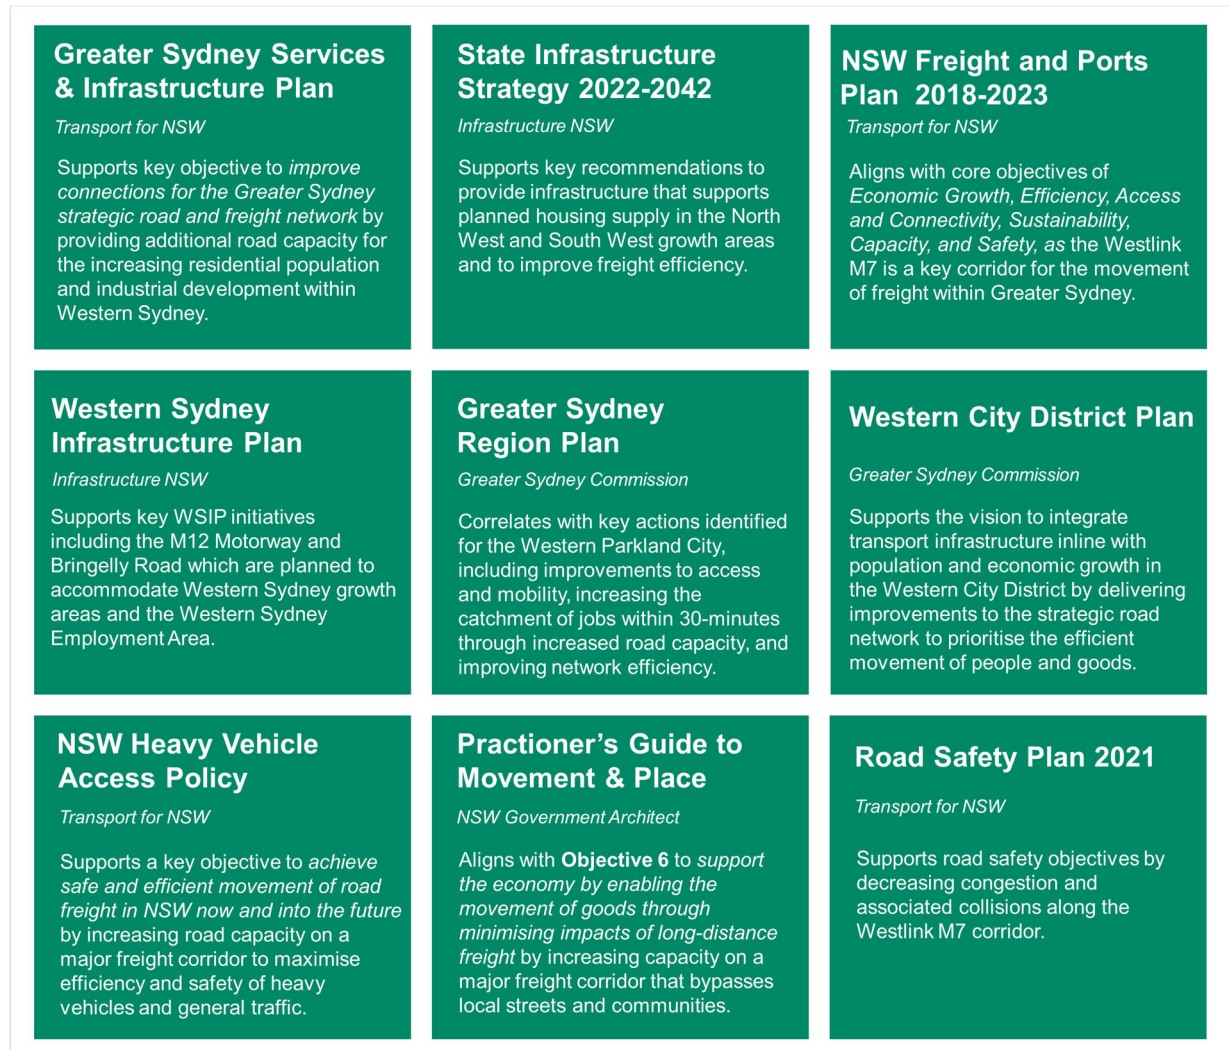 Greater Sydney Services
& Infrastructure Plan
Transport for NSW
Supports key objective to improve
connections for the Greater Sydney
strategic road and freight network by
providing additional road capacity for
the increasing residential population
and industrial development within
Western Sydney.
State Infrastructure
Strategy 2022-2042
Infrastructure NSW
Supports key recommendations to
provide infrastructure that supports
planned housing supply in the North
West and South West growth areas
and to improve freight efficiency.
NSW Freight and Ports
Plan 2018-2023
Transport for NSW
Aligns with core objectives of
Economic Growth, Efficiency, Access
and Connectivity, Sustainability,
Capacity, and Safety, as the Westlink
M7 is a key corridor for the movement
of freight within Greater Sydney.
Western Sydney
Infrastructure Plan
Infrastructure NSW
Supports key WSIP initiatives
including the M12 Motorway and
Bringelly Road which are planned to
accommodate Western Sydney growth
areas and the Western Sydney
Employment Area.
Greater Sydney
Region Plan
Greater Sydney Commission
Correlates with key actions identified
for the Western Parkland City,
including improvements to access
and mobility, increasing the
catchment of jobs within 30-minutes
through increased road capacity, and
improving network efficiency.
Western City District Plan
Greater Sydney Commission
Supports the vision to integrate
transport infrastructure inline with
population and economic growth in
the Western City District by delivering
improvements to the strategic road
network to prioritise the efficient
movement of people and goods.
NSW Heavy Vehicle
Access Policy
Transport for NSW
Supports a key objective to achieve
safe and efficient movement of road
freight in NSW now and into the future
by increasing road capacity on a
major freight corridor to maximise
efficiency and safety of heavy
vehicles and general traffic.
Practioner’s Guide to
Movement & Place
NSW Government Architect
Aligns with Objective 6 to support
the economy by enabling the
movement of goods through
minimising impacts of long-distance
freight by increasing capacity on a
major freight corridor that bypasses
local streets and communities.
Road Safety Plan 2021
Transport for NSW
Supports road safety objectives by
decreasing congestion and
associated collisions along the
Westlink M7 corridor.